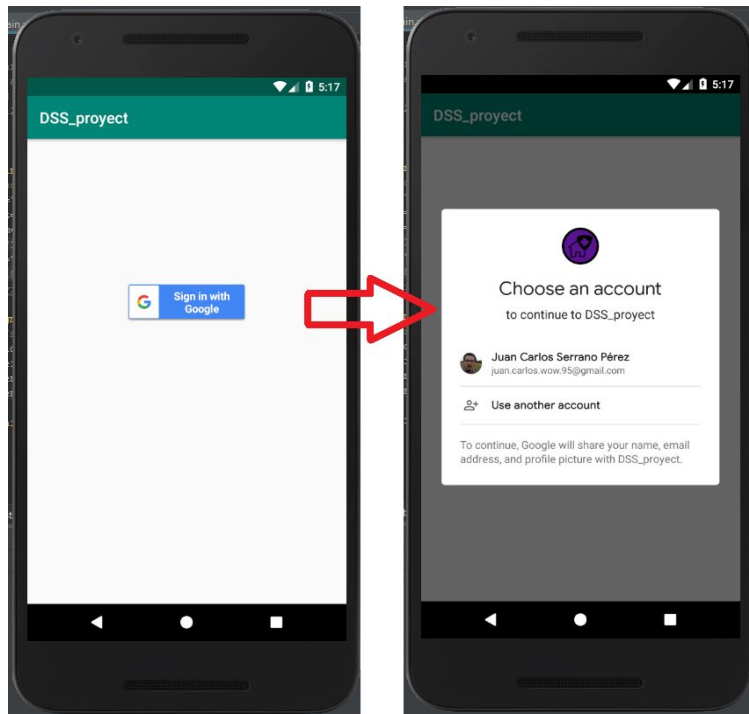 5:17
DSS_proyect
Sign in with
Google
5:17
DSS_proyect
Choose an account
to continue to DSS_proyect
Juan Carlos Serrano Pérez
juan.carlos.wow.95@gmail.com
Use another account
To continue, Google will share your name, email
address, and profile picture with DSS_proyect.